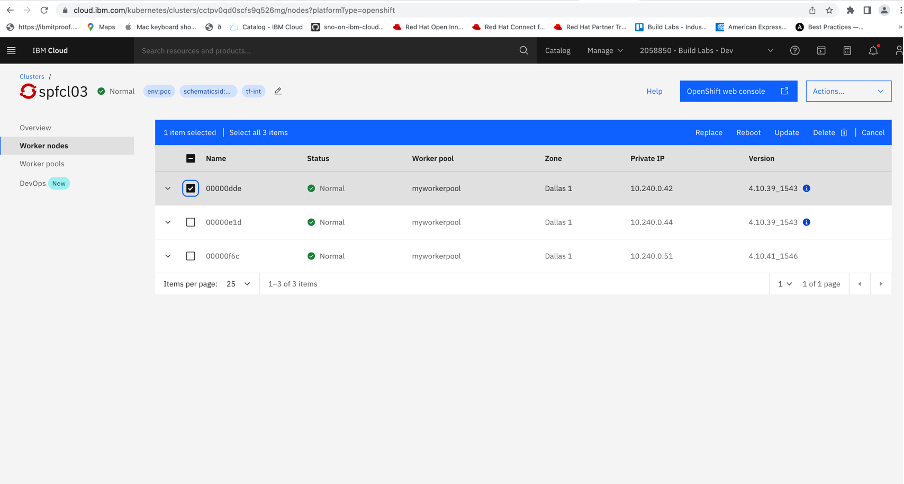 cloud.ibm.com/kubernetes/clusters/cctpv0qd0scfs9q526mg/nodes?platformType=openshift
https://ibmitproof.... Maps Mac keyboard sho... ð Catalog - IBM Cloud sno-on-ibm-cloud... Red Hat Open Inn... Red Hat Connect f... Red Hat Partner Tr... Build Labs - Indus... American Express... Best Practices —... »
IBM Cloud Search resources and products... Catalog Manage 2058850 - Build Labs - Dev
Clusters /
spfcl03 Normal env:poc schematicsid:... tf-int Help OpenShift web console Actions...
Overview
Worker nodes
Worker pools
DevOps New
1 item selected Select all 3 items Replace Reboot Update Delete Cancel
Name Status Worker pool Zone Private IP Version
00000dde Normal myworkerpool Dallas 1 10.240.0.42 4.10.39_1543
00000e1d Normal myworkerpool Dallas 1 10.240.0.44 4.10.39_1543
00000f6c Normal myworkerpool Dallas 1 10.240.0.51 4.10.41_1546
Items per page: 25 1–3 of 3 items 1 1 of 1 page